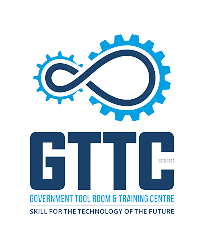 GTTC
GOVERNMENT TOOL ROOM & TRAINING CENTRE
SKILL FOR THE TECHNOLOGY OF THE FUTURE